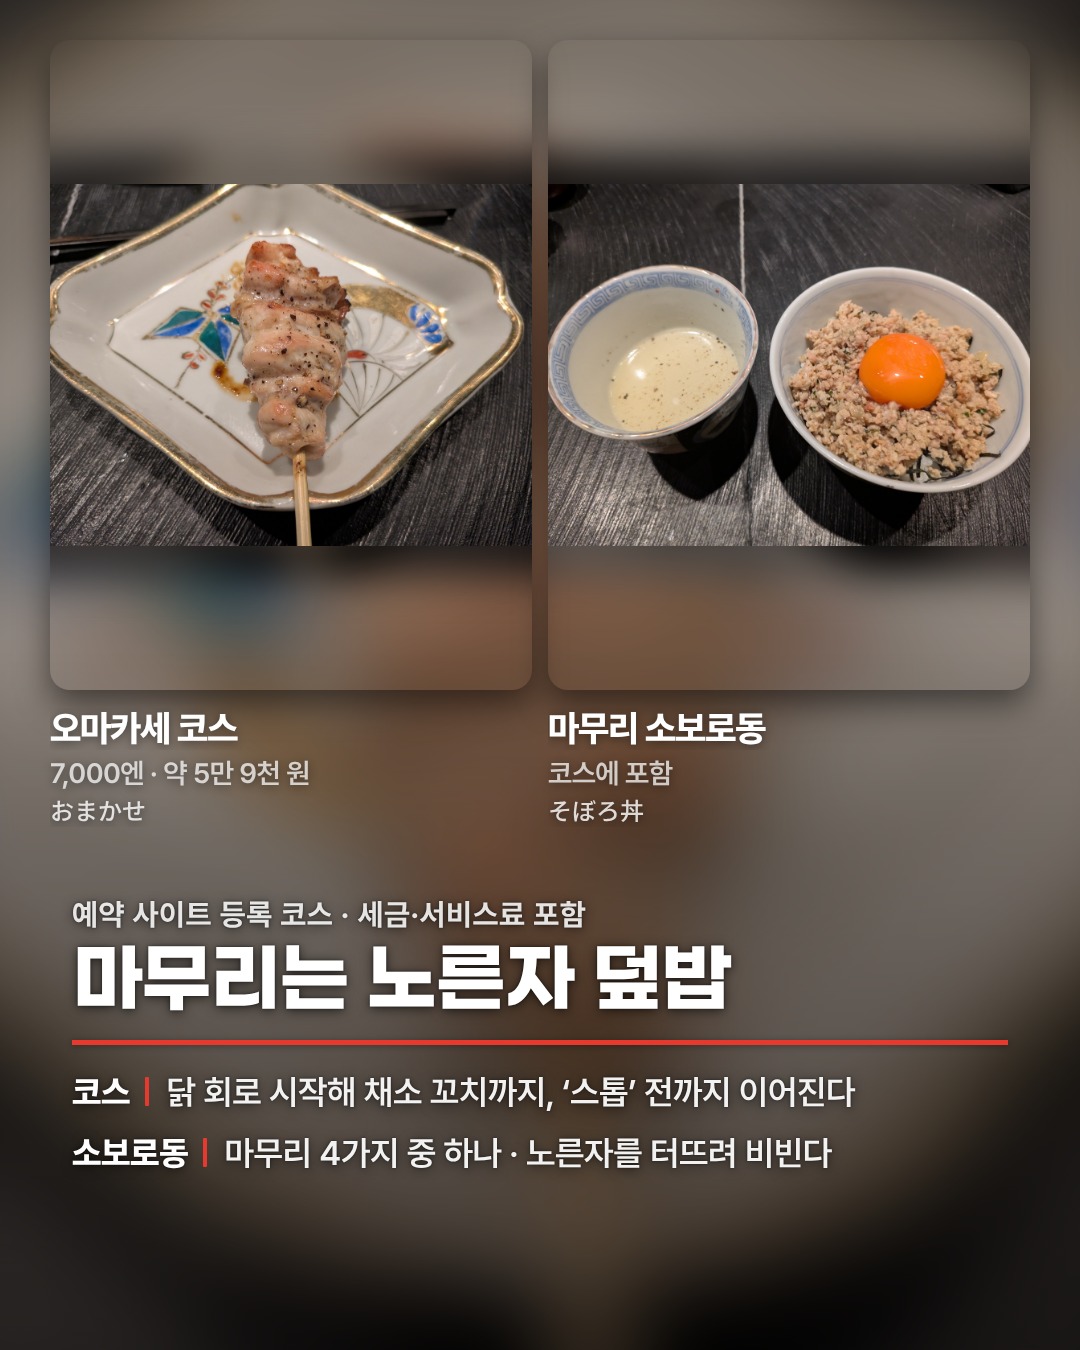 오마카세 코스
7,000엔 · 약 5만 9천 원
おまかせ
마무리 소보로동
코스에 포함
そぼろ丼
예약 사이트 등록 코스 · 세금·서비스료 포함
마무리는 노른자 덮밥
코스 | 닭 회로 시작해 채소 꼬치까지, ‘스톱’ 전까지 이어진다
소보로동 | 마무리 4가지 중 하나 · 노른자를 터뜨려 비빈다